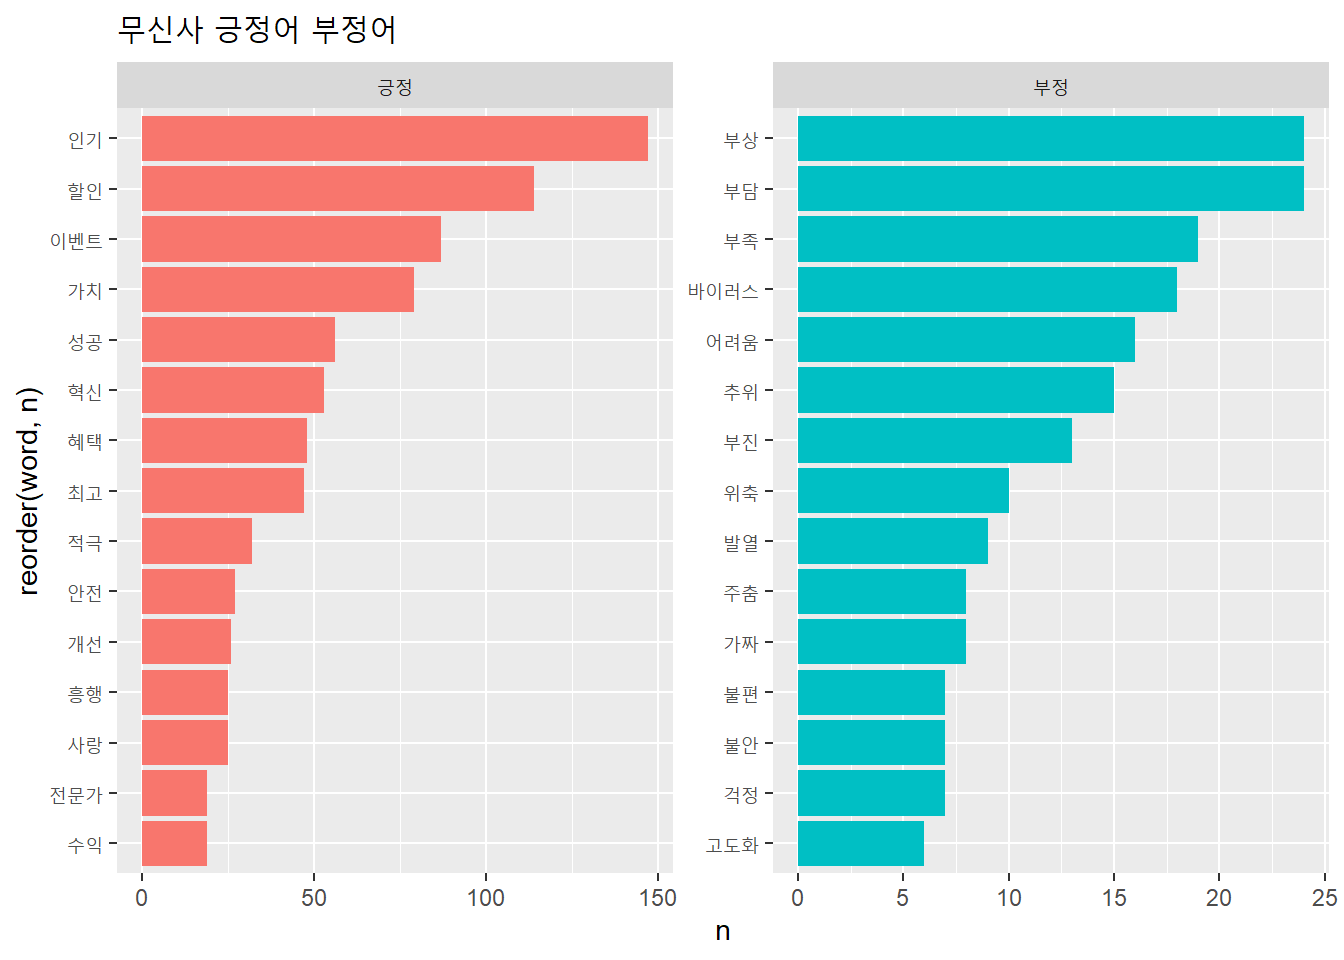 무신사 긍정어 부정어
긍정
부정
인기
할인
이벤트
가치
성공
혁신
혜택
최고
적극
안전
개선
흥행
사랑
전문가
수익
부상
부담
부족
바이러스
어려움
추위
부진
위축
발열
주춤
가짜
불편
불안
걱정
고도화
0 50 100 150
0 5 10 15 20 25
n
reorder(word, n)